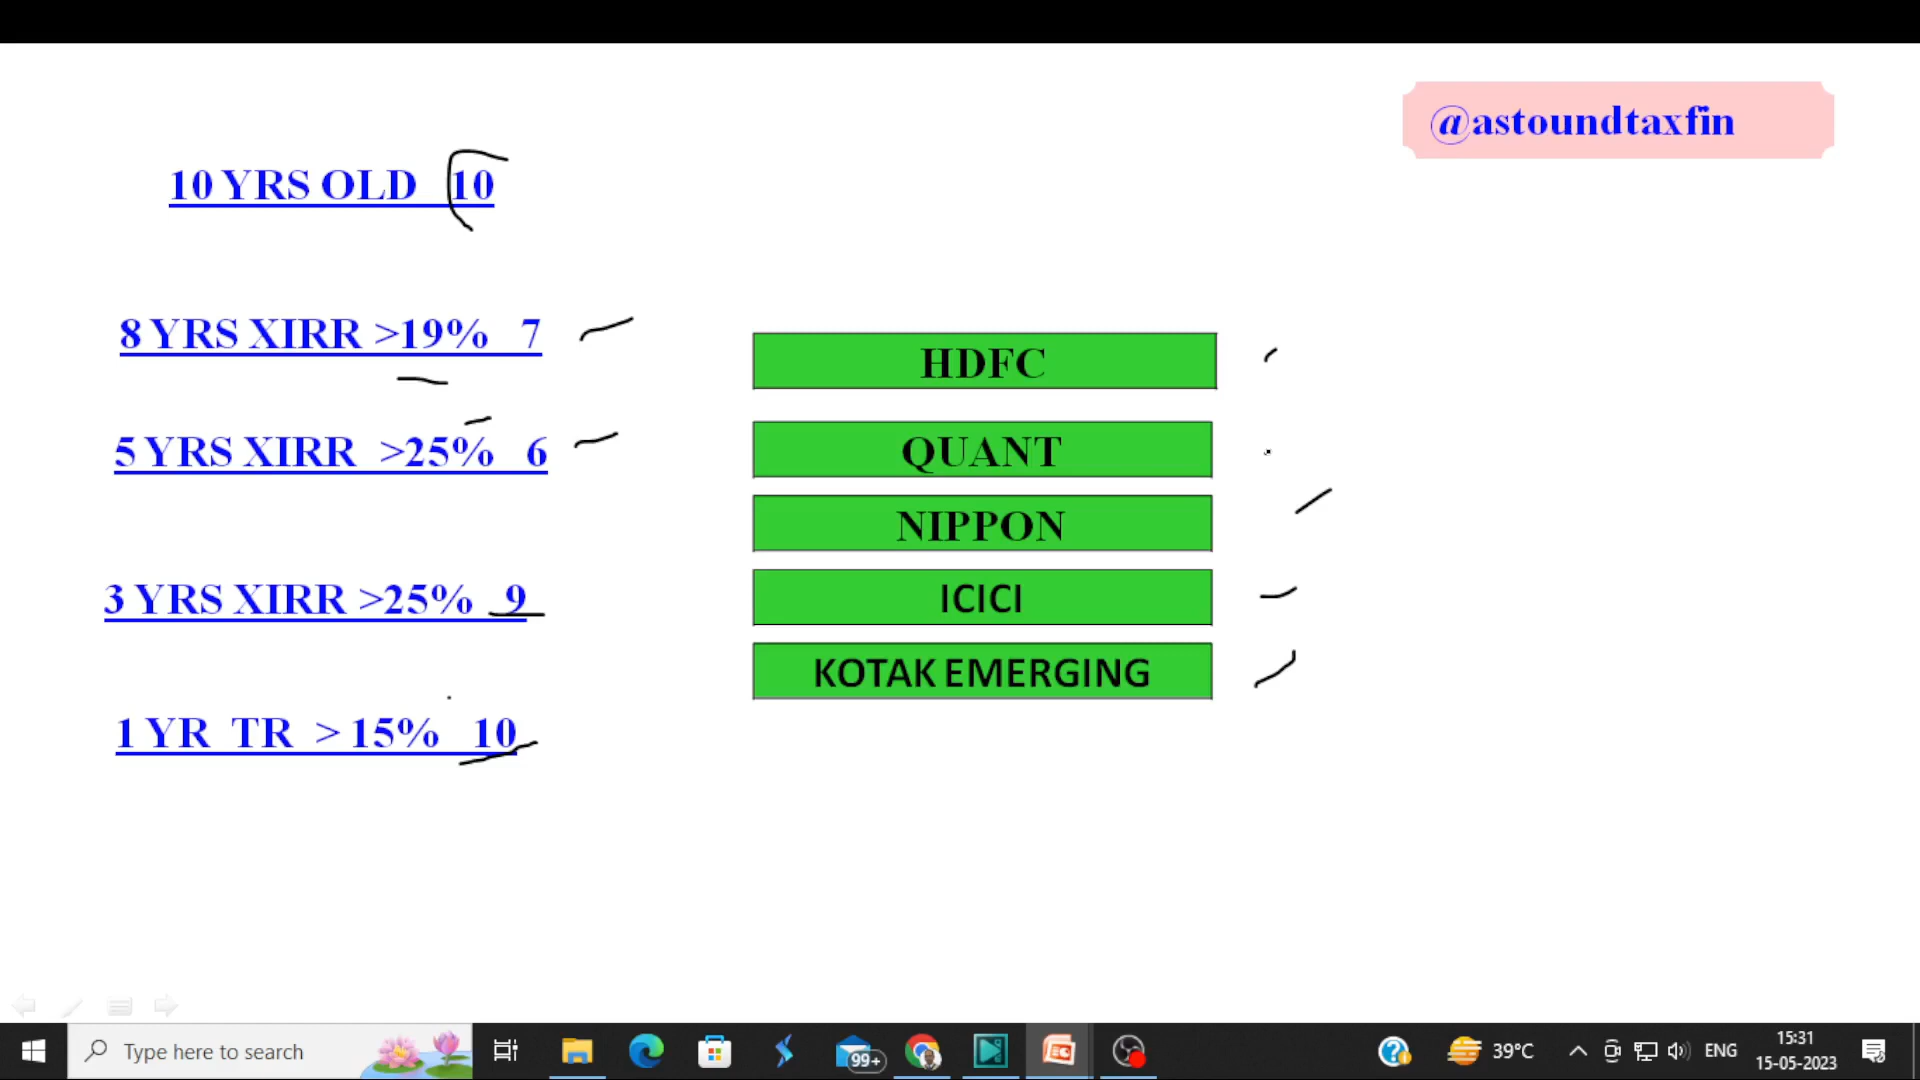 @astoundtaxfin
10 YRS OLD 10
8 YRS XIRR >19% 7
5 YRS XIRR >25% 6
3 YRS XIRR >25% 9
1 YR TR > 15% 10
HDFC
QUANT
NIPPON
ICICI
KOTAK EMERGING
Type here to search
99+
39°C
ENG
15:31
15-05-2023